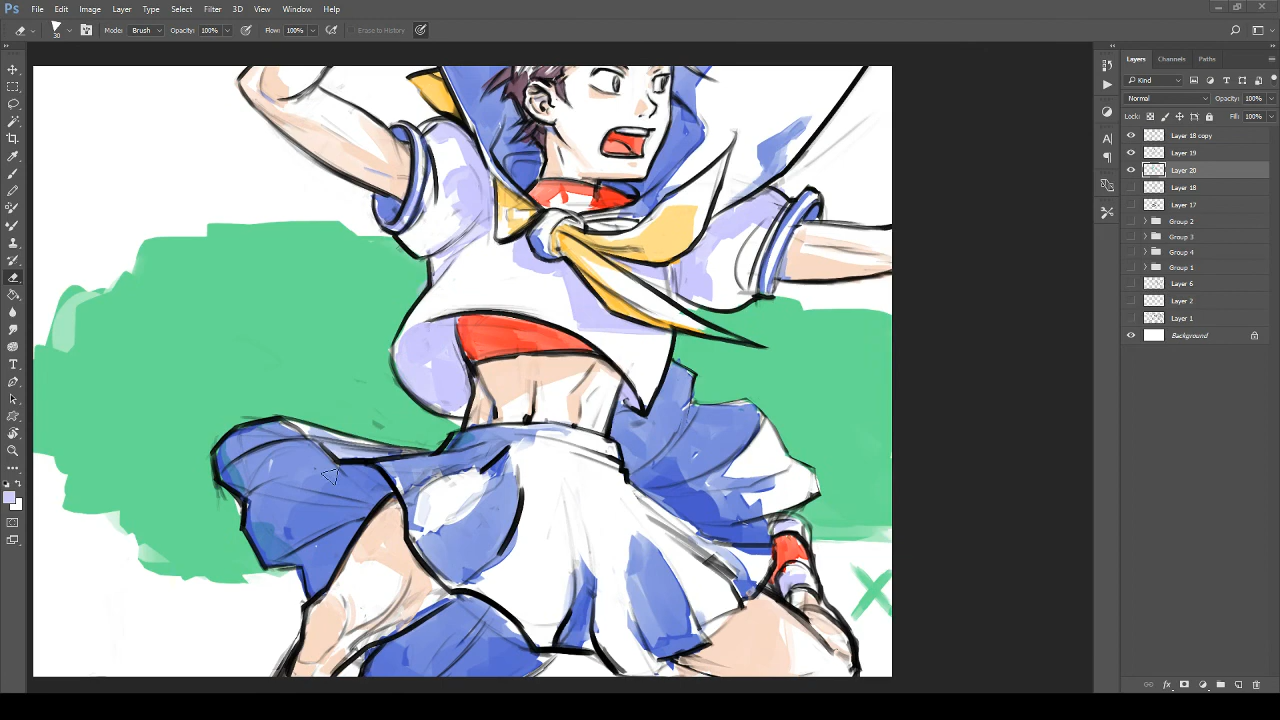 Ps File Edit Image Layer Type Select Filter 3D View Window Help
30 Mode: Brush Opacity: 100% Flow: 100% Erase to History
Layers Channels Paths
Kind
Normal Opacity: 100%
Lock: Fill: 100%
Layer 18 copy
Layer 19
Layer 20
Layer 18
Layer 17
Group 2
Group 3
Group 4
Group 1
Layer 6
Layer 2
Layer 1
Background